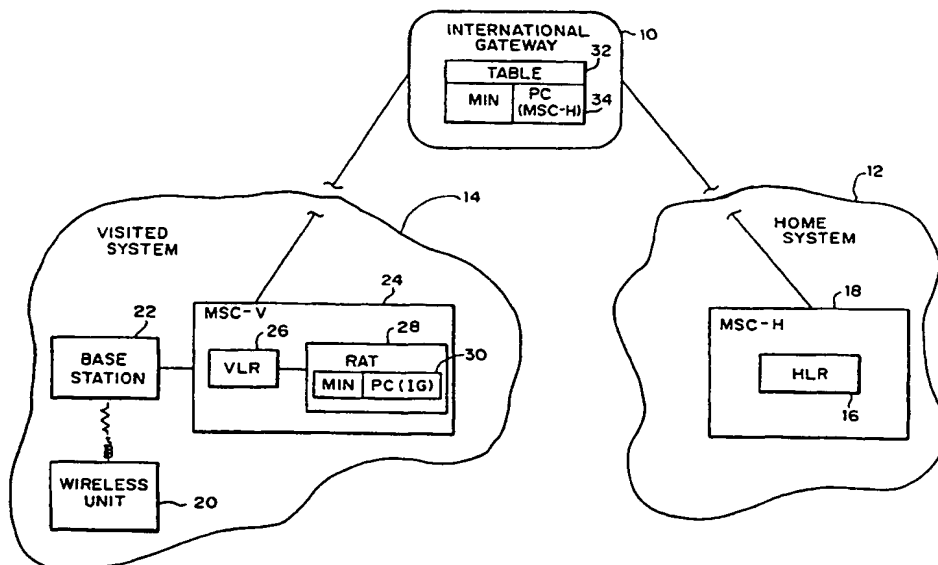 INTERNATIONAL
GATEWAY
10
TABLE
32
MIN
PC
(MSC-H)
34
14
12
VISITED
SYSTEM
HOME
SYSTEM
24
MSC-V
22
BASE
STATION
26
VLR
28
RAT
30
MIN
PC (IG)
18
MSC-H
HLR
16
WIRELESS
UNIT
20